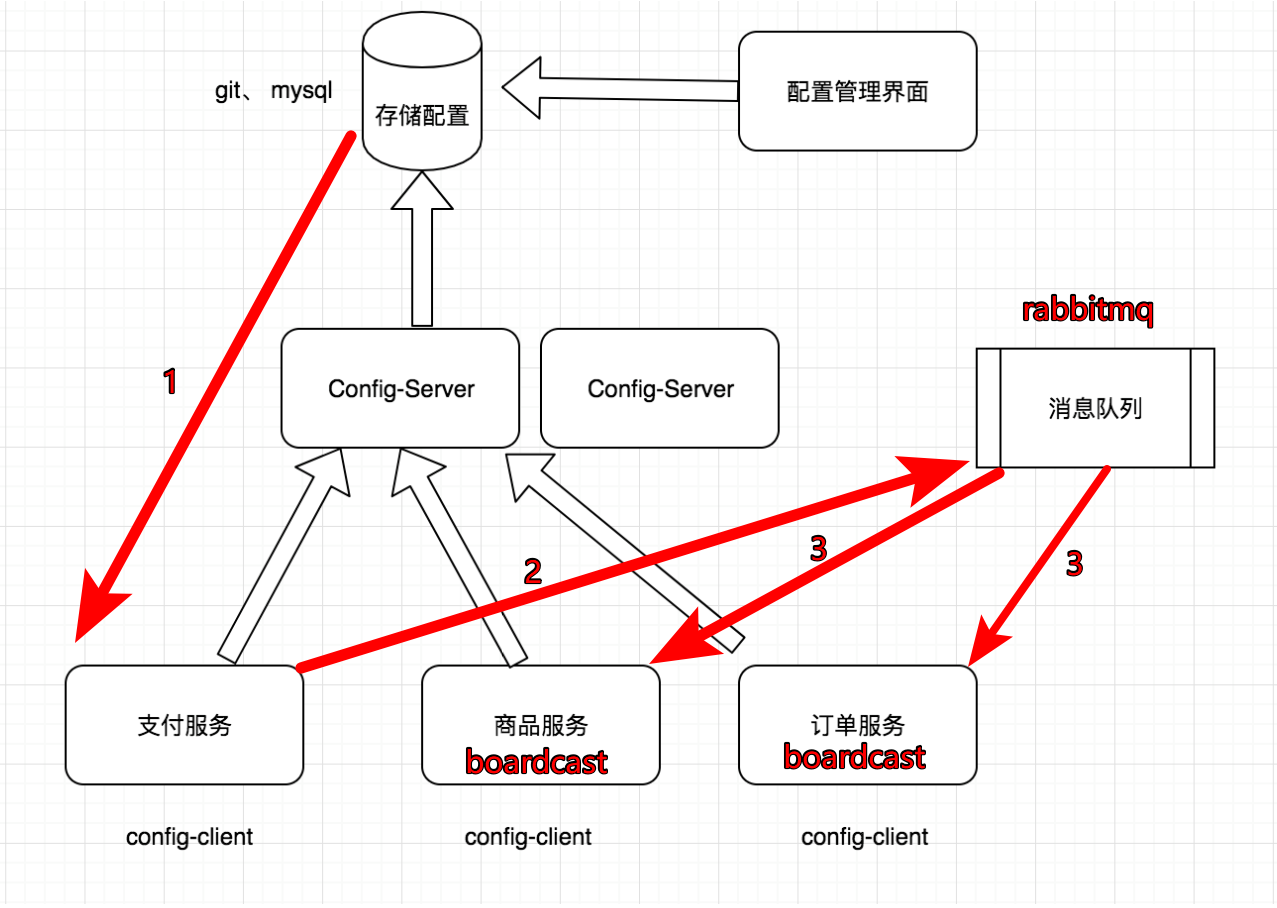 git、 mysql
存储配置
配置管理界面
rabbitmq
1
Config-Server
Config-Server
消息队列
2
3
3
支付服务
商品服务
boardcast
订单服务
boardcast
config-client
config-client
config-client